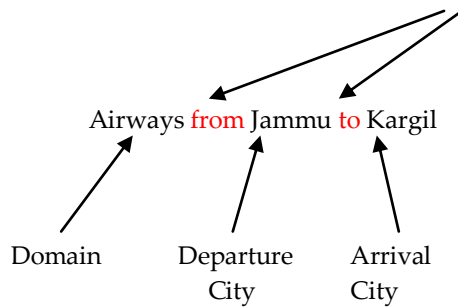 Airways from Jammu to Kargil
Domain
Departure City
Arrival City